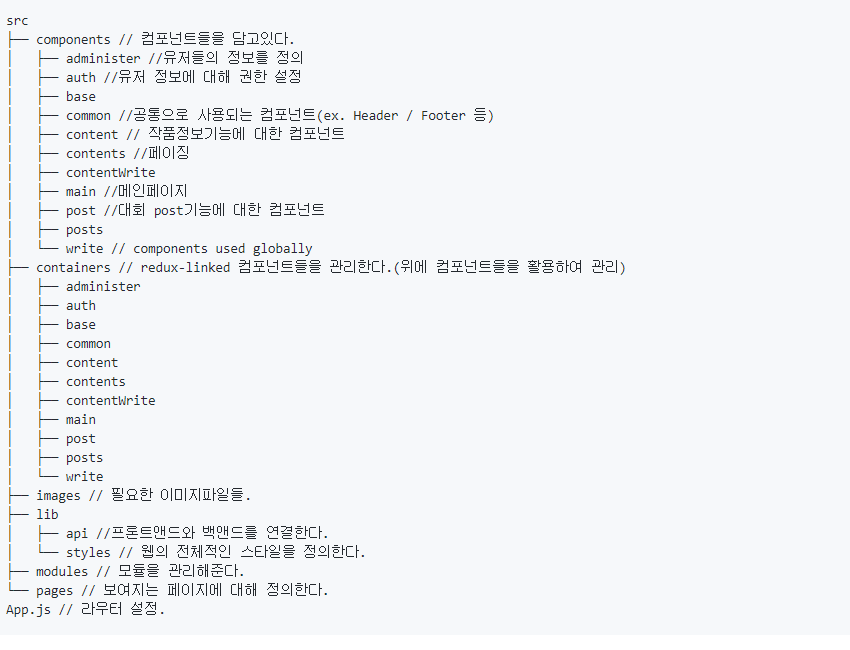 src
├── components // 컴포넌트들을 담고있다.
│   ├── administer //유저들의 정보를 정의
│   ├── auth //유저 정보에 대해 권한 설정
│   ├── base
│   ├── common //공통으로 사용되는 컴포넌트(ex. Header / Footer 등)
│   ├── content // 작품정보기능에 대한 컴포넌트
│   ├── contents //페이징
│   ├── contentWrite
│   ├── main //메인페이지
│   ├── post //대회 post기능에 대한 컴포넌트
│   ├── posts
│   └── write // components used globally
├── containers // redux-linked 컴포넌트들을 관리한다.(위에 컴포넌트들을 활용하여 관리)
│   ├── administer
│   ├── auth
│   ├── base
│   ├── common
│   ├── content
│   ├── contents
│   ├── contentWrite
│   ├── main
│   ├── post
│   ├── posts
│   └── write
├── images // 필요한 이미지파일들.
├── lib
│   ├── api //프론트앤드와 백앤드를 연결한다.
│   └── styles // 웹의 전체적인 스타일을 정의한다.
├── modules // 모듈을 관리해준다.
└── pages // 보여지는 페이지에 대해 정의한다.
App.js // 라우터 설정.